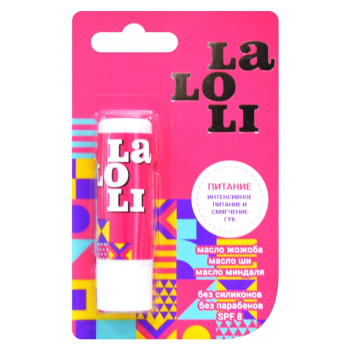 La
LO
LI
La
LO
LI
ПИТАНИЕ
ИНТЕНСИВНОЕ
ПИТАНИЕ И
СМЯГЧЕНИЕ
ГУБ
масло жожоба
масло ши
масло миндаля
без силиконов
без парабенов
SPF 8